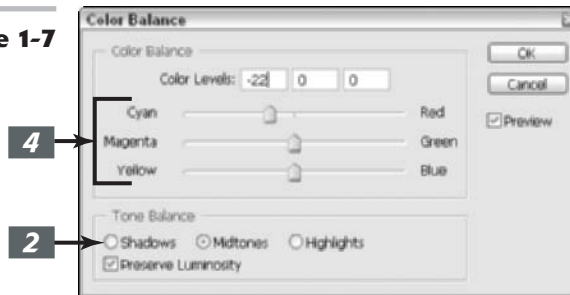 Color Balance
e 1-7
Color Balance
OK
Color Levels: -22 0 0
Cancel
Cyan Red
Preview
4
Magenta Green
Yellow Blue
Tone Balance
2
Shadows Midtones Highlights
Preserve Luminosity